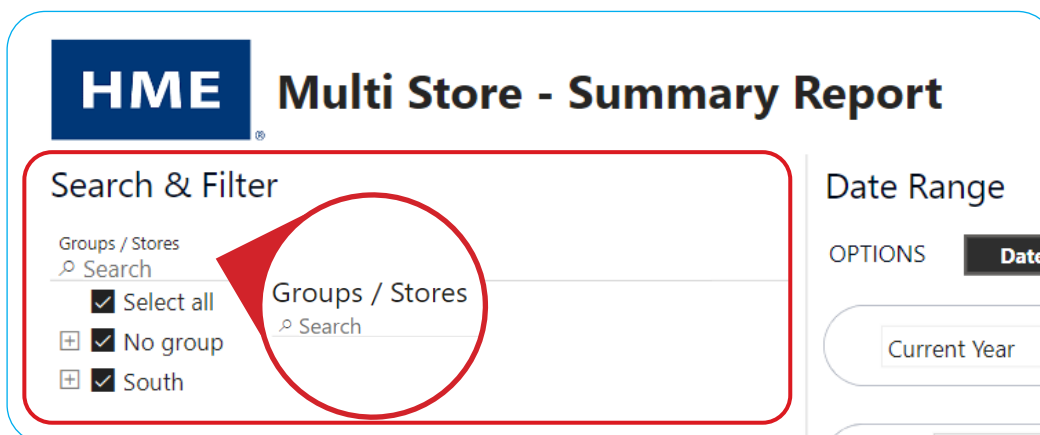 HME
®
Multi Store - Summary Report
Search & Filter
Groups / Stores
Search
Select all
No group
South
Groups / Stores
Search
Date Range
OPTIONS
Date
Current Year